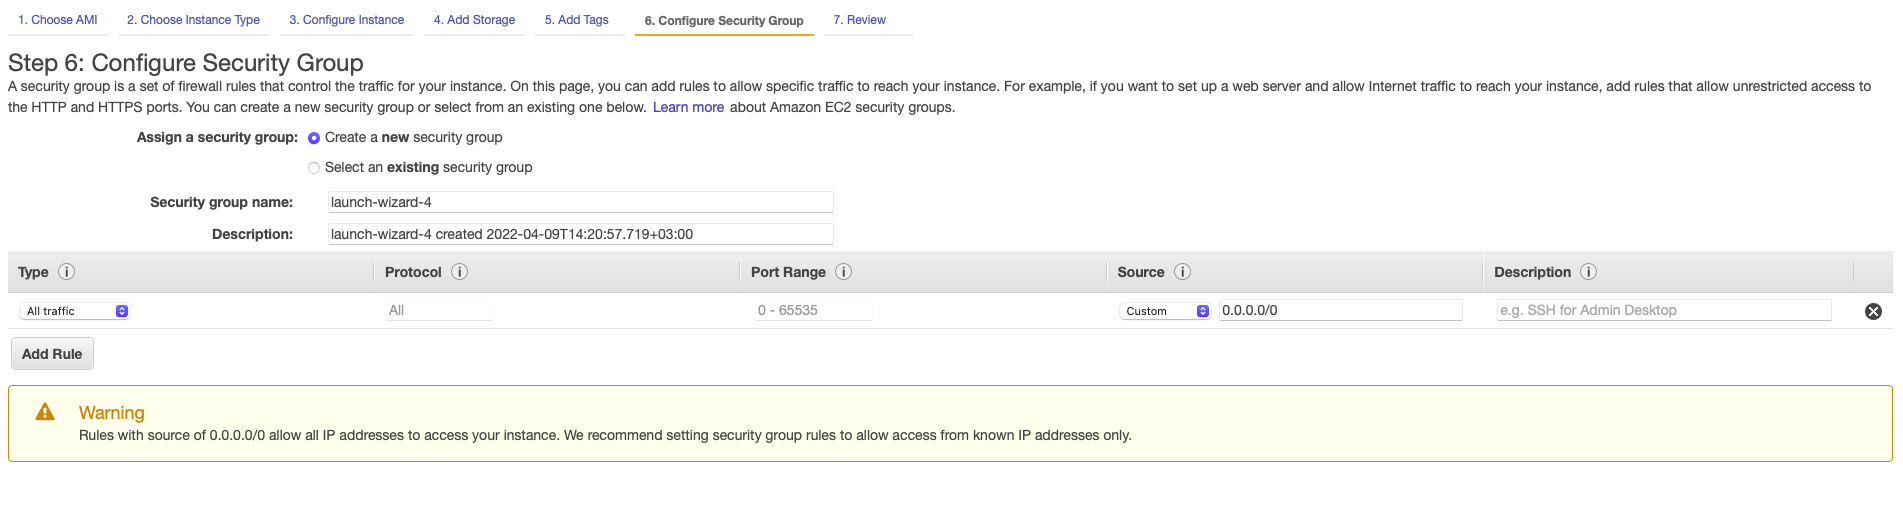 1. Choose AMI 2. Choose Instance Type 3. Configure Instance 4. Add Storage 5. Add Tags 6. Configure Security Group 7. Review
Step 6: Configure Security Group
A security group is a set of firewall rules that control the traffic for your instance. On this page, you can add rules to allow specific traffic to reach your instance. For example, if you want to set up a web server and allow Internet traffic to reach your instance, add rules that allow unrestricted access to
the HTTP and HTTPS ports. You can create a new security group or select from an existing one below. Learn more about Amazon EC2 security groups.
Assign a security group: Create a new security group
Select an existing security group
Security group name: launch-wizard-4
Description: launch-wizard-4 created 2022-04-09T14:20:57.719+03:00
Type i Protocol i Port Range i Source i Description i
All traffic All 0 - 65535 Custom 0.0.0.0/0 e.g. SSH for Admin Desktop
Add Rule
Warning
Rules with source of 0.0.0.0/0 allow all IP addresses to access your instance. We recommend setting security group rules to allow access from known IP addresses only.